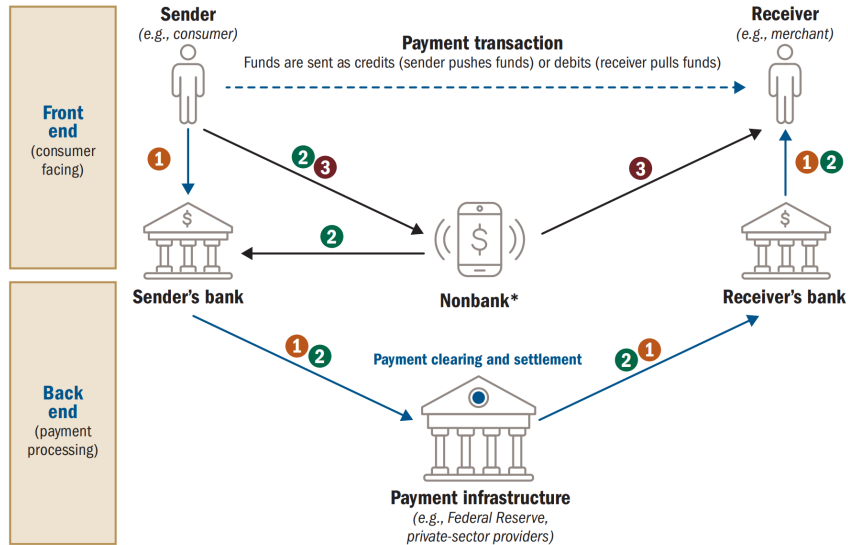 Sender
(e.g., consumer)
Receiver
(e.g., merchant)
Payment transaction
Funds are sent as credits (sender pushes funds) or debits (receiver pulls funds)
Front
end
(consumer
facing)
1
2
3
3
1 2
2
$
$
$
Sender's bank
Nonbank*
Receiver's bank
1
2
Payment clearing and settlement
2
1
Back
end
(payment
processing)
Payment infrastructure
(e.g., Federal Reserve,
private-sector providers)